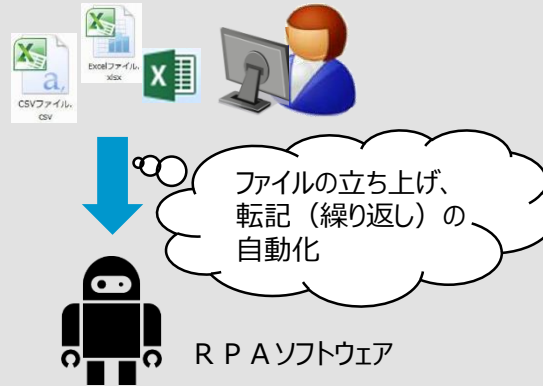 Excelファイル.
xlsx
CSVファイル.
csv
ファイルの立ち上げ、
転記（繰り返し）の
自動化
ＲＰＡソフトウェア